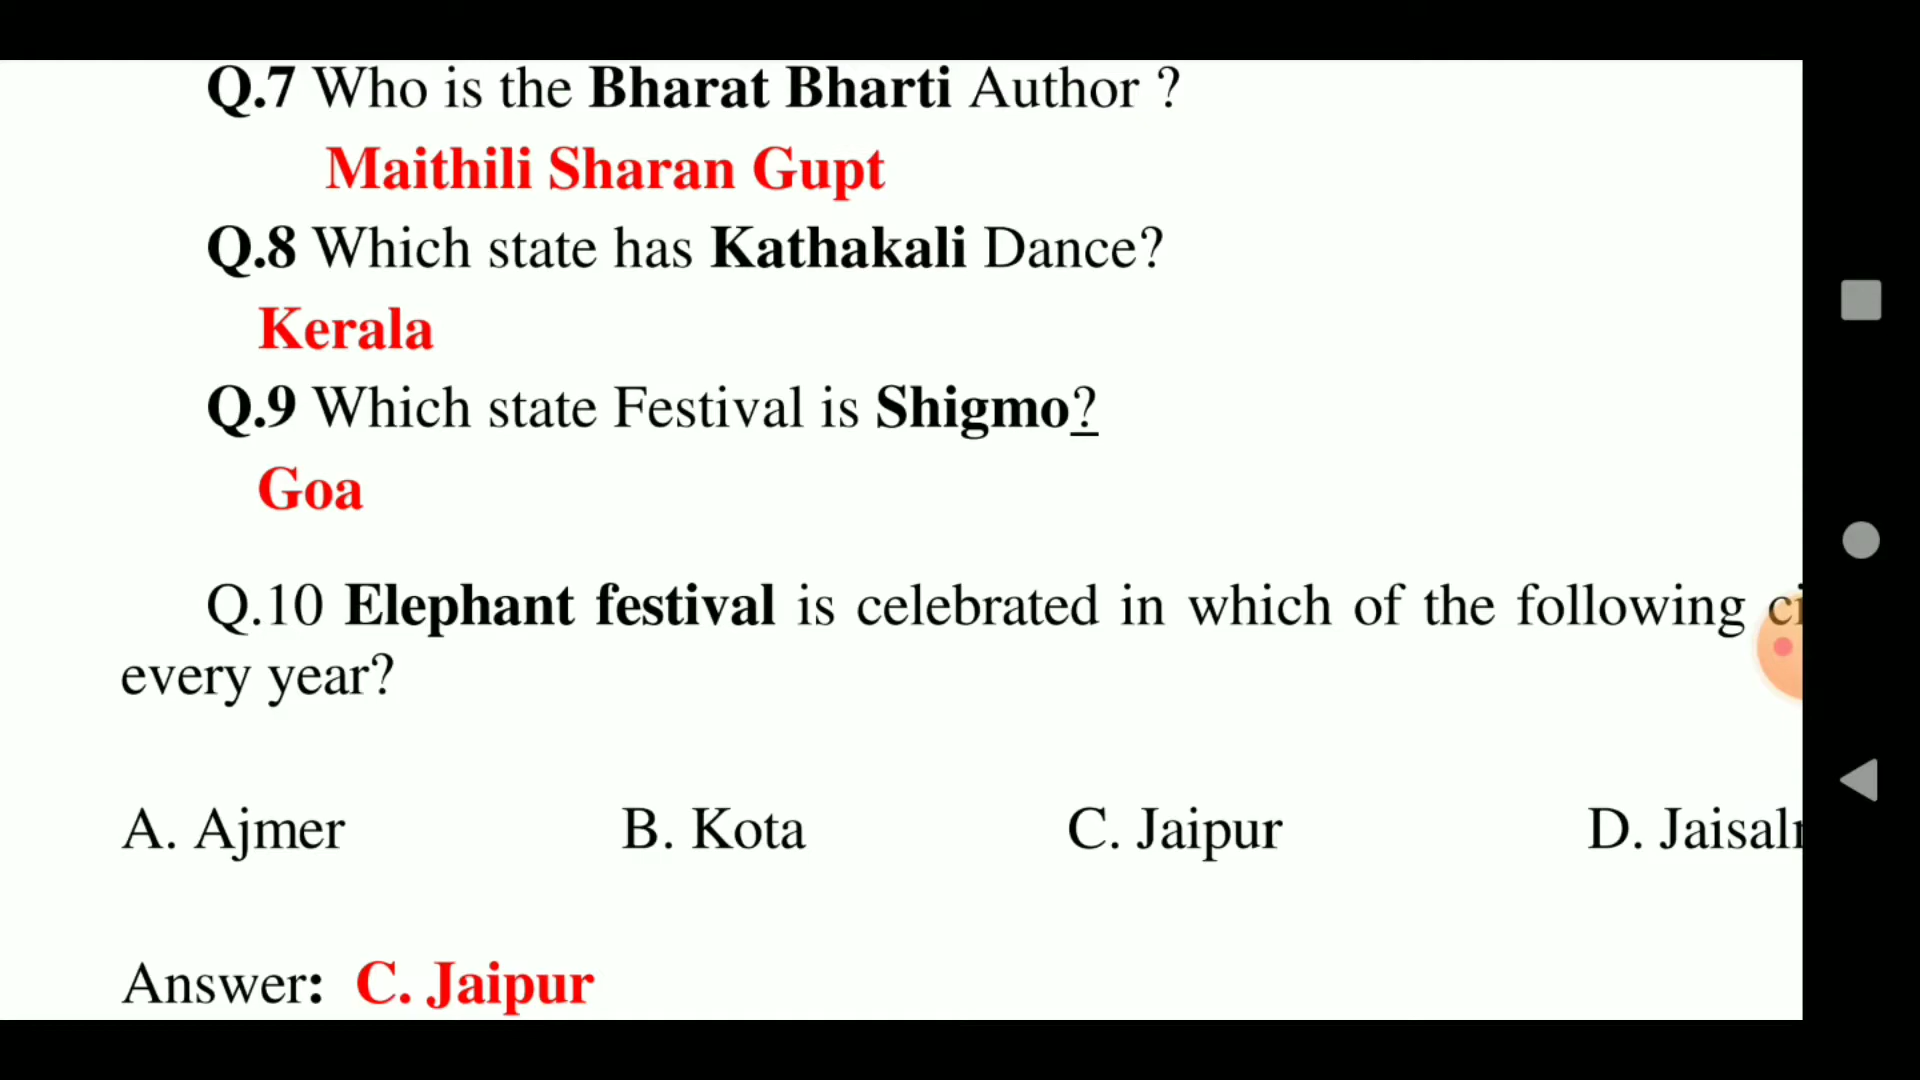 Q.7 Who is the Bharat Bharti Author ?
Maithili Sharan Gupt
Q.8 Which state has Kathakali Dance?
Kerala
Q.9 Which state Festival is Shigmo?
Goa
Q.10 Elephant festival is celebrated in which of the following
every year?
A. Ajmer B. Kota C. Jaipur D.
Answer: C. Jaipur